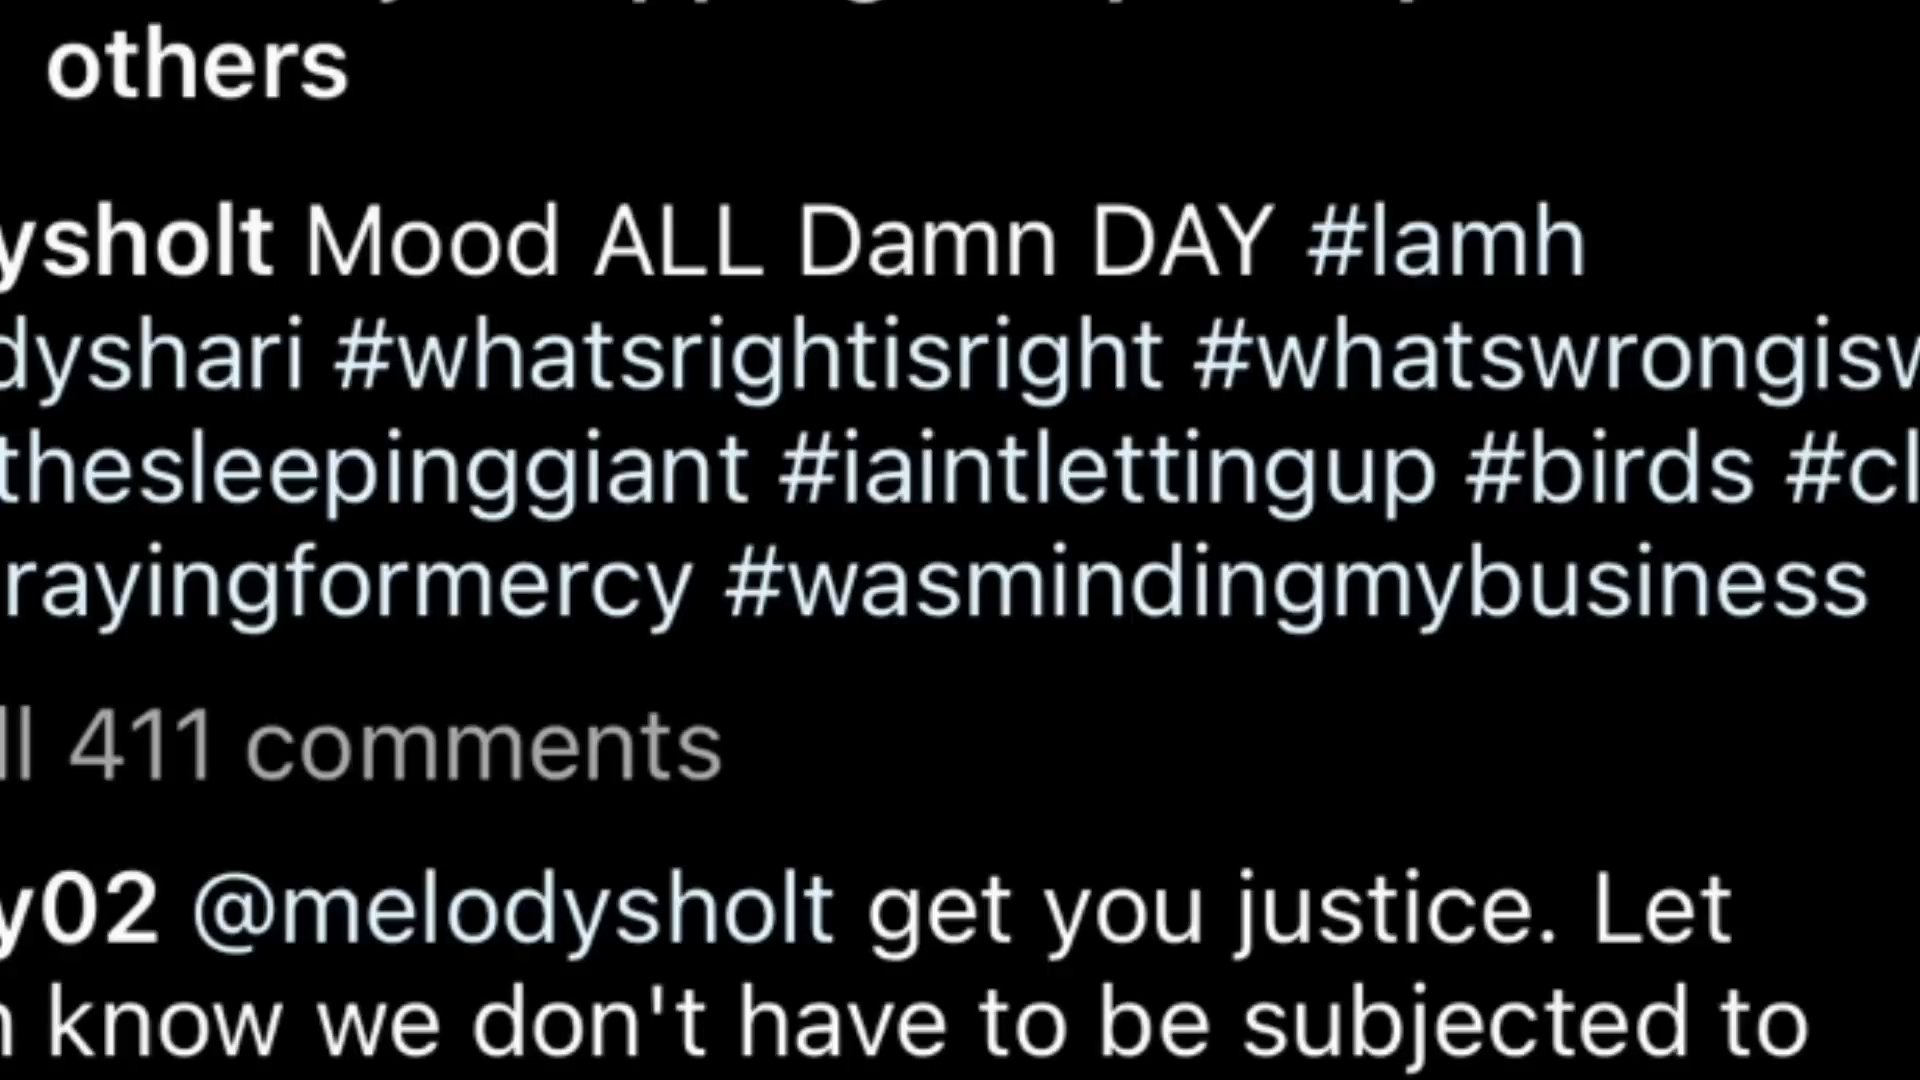 others
ysholt Mood ALL Damn DAY #lamh
dyshari #whatsrightisright #whatswrongisw
thesleepinggiant #iaintlettingup #birds #cl
rayingformercy #wasmindingmybusiness
ll 411 comments
y02 @melodysholt get you justice. Let
know we don't have to be subjected to